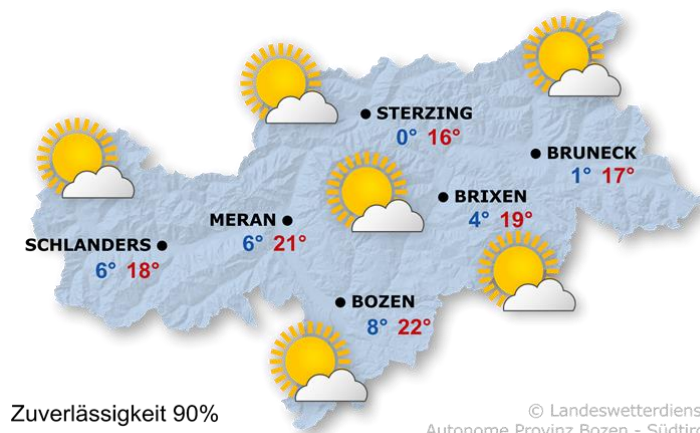 STERZING
0° 16°
BRUNECK
1° 17°
BRIXEN
4° 19°
MERAN
6° 21°
SCHLANDERS
6° 18°
BOZEN
8° 22°
Zuverlässigkeit 90%
© Landeswetterdiens
Autonome Provinz Bozen - Südtiro